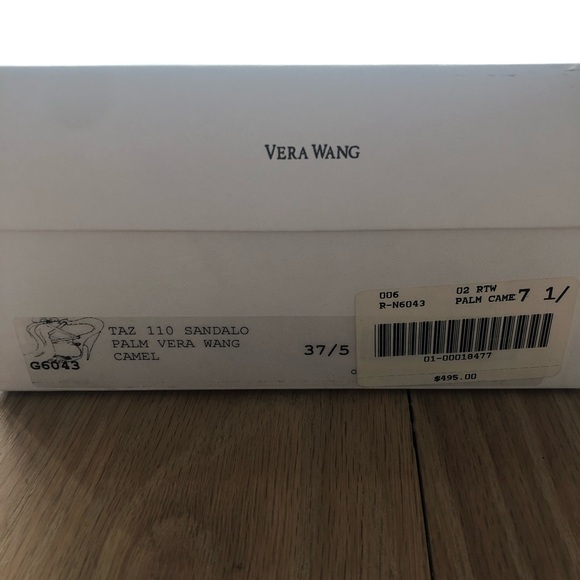 VERA WANG
TAZ 110 SANDALO
PALM VERA WANG
CAMEL
G6043
37/5
006 02 RTW
R-N6043 PALM CAME 7 1/
01-00018477
$495.00